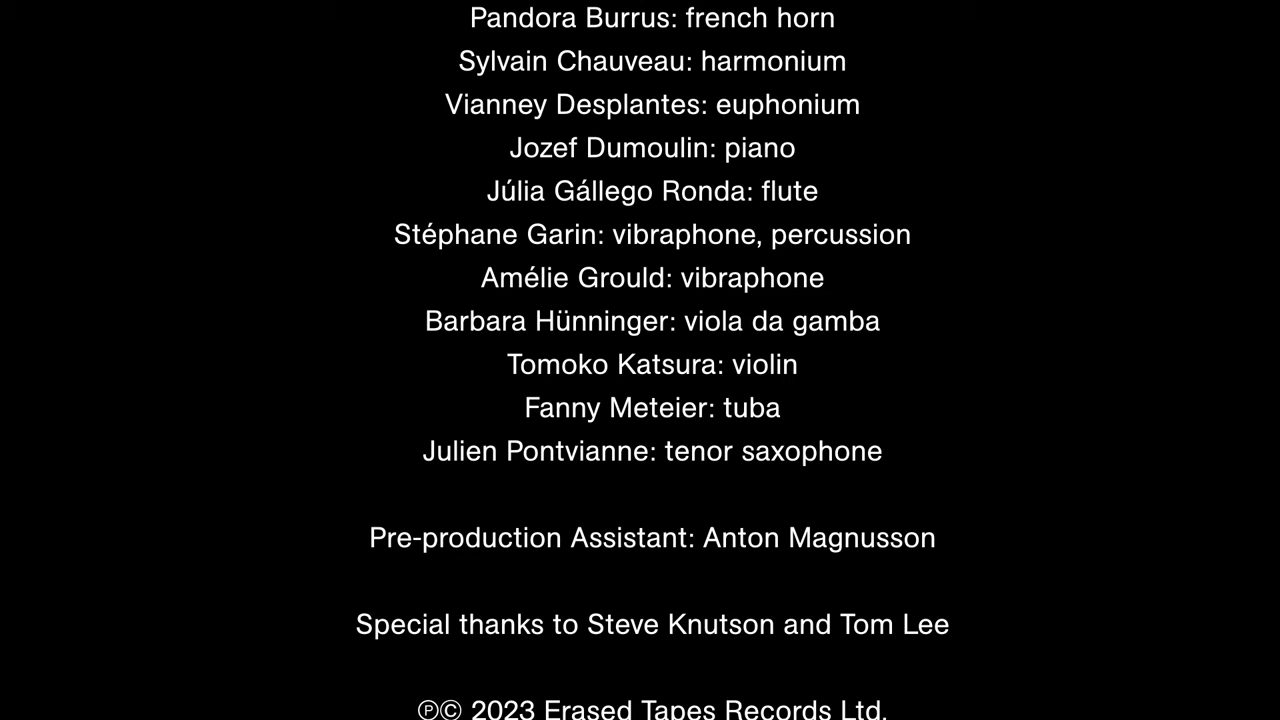 Pandora Burrus: french horn
Sylvain Chauveau: harmonium
Vianney Desplantes: euphonium
Jozef Dumoulin: piano
Júlia Gállego Ronda: flute
Stéphane Garin: vibraphone, percussion
Amélie Grould: vibraphone
Barbara Hünninger: viola da gamba
Tomoko Katsura: violin
Fanny Meteier: tuba
Julien Pontvianne: tenor saxophone
Pre-production Assistant: Anton Magnusson
Special thanks to Steve Knutson and Tom Lee
℗© 2023 Erased Tapes Records Ltd.